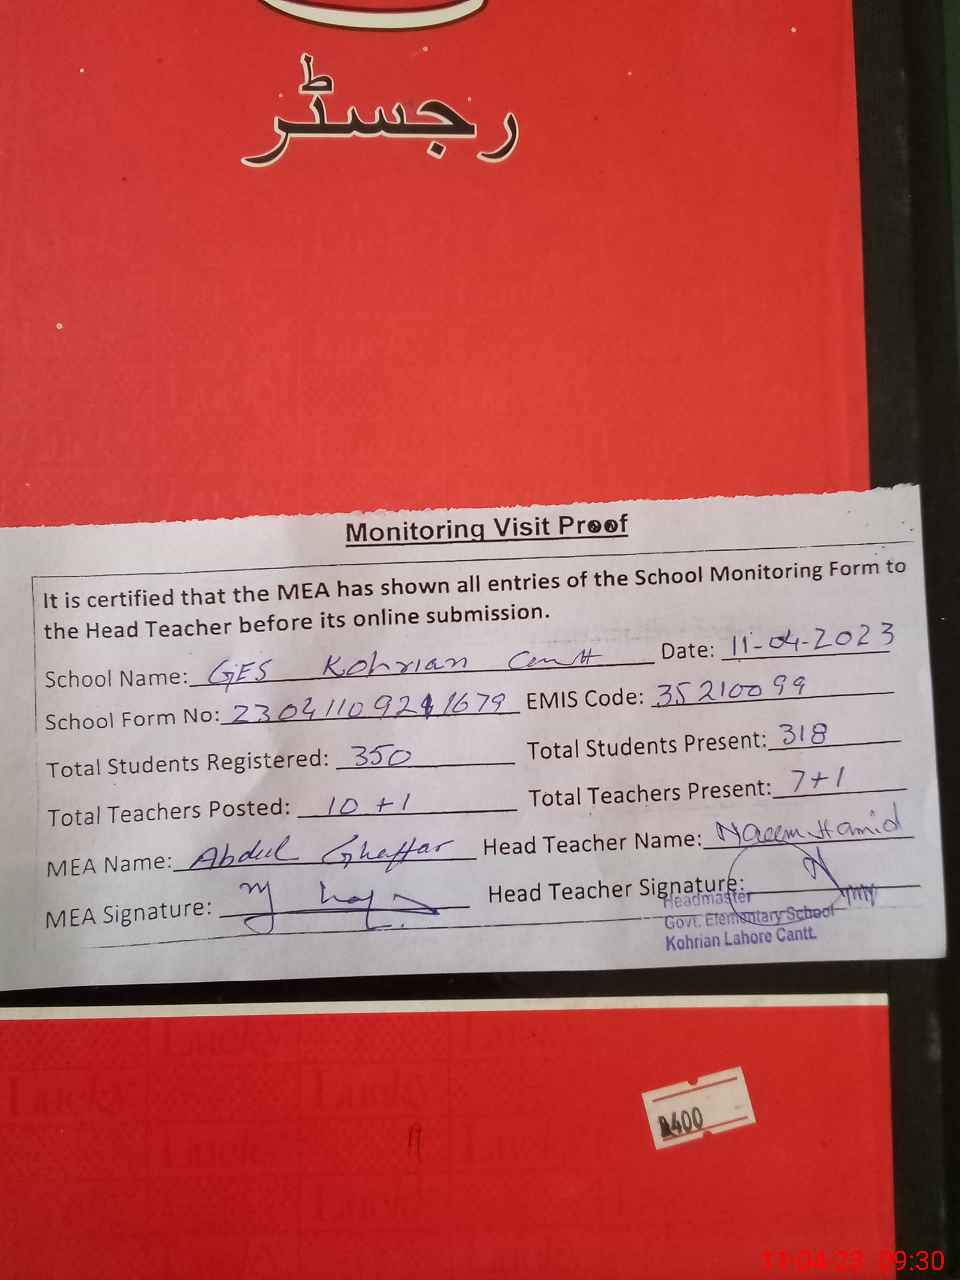 رجسٹر
Monitoring Visit Proof
It is certified that the MEA has shown all entries of the School Monitoring Form to
the Head Teacher before its online submission.
School Name: GES Kohrian Cantt Date: 11-04-2023
School Form No: 2304110921679 EMIS Code: 35210099
Total Students Registered: 350 Total Students Present: 318
Total Teachers Posted: 10+1 Total Teachers Present: 7+1
MEA Name: Abdul Ghaffar Head Teacher Name: Naeem Hamid
MEA Signature: Head Teacher Signature:
Headmaster
Govt. Elementary School
Kohrian Lahore Cantt.
400
11-04-23 09:30